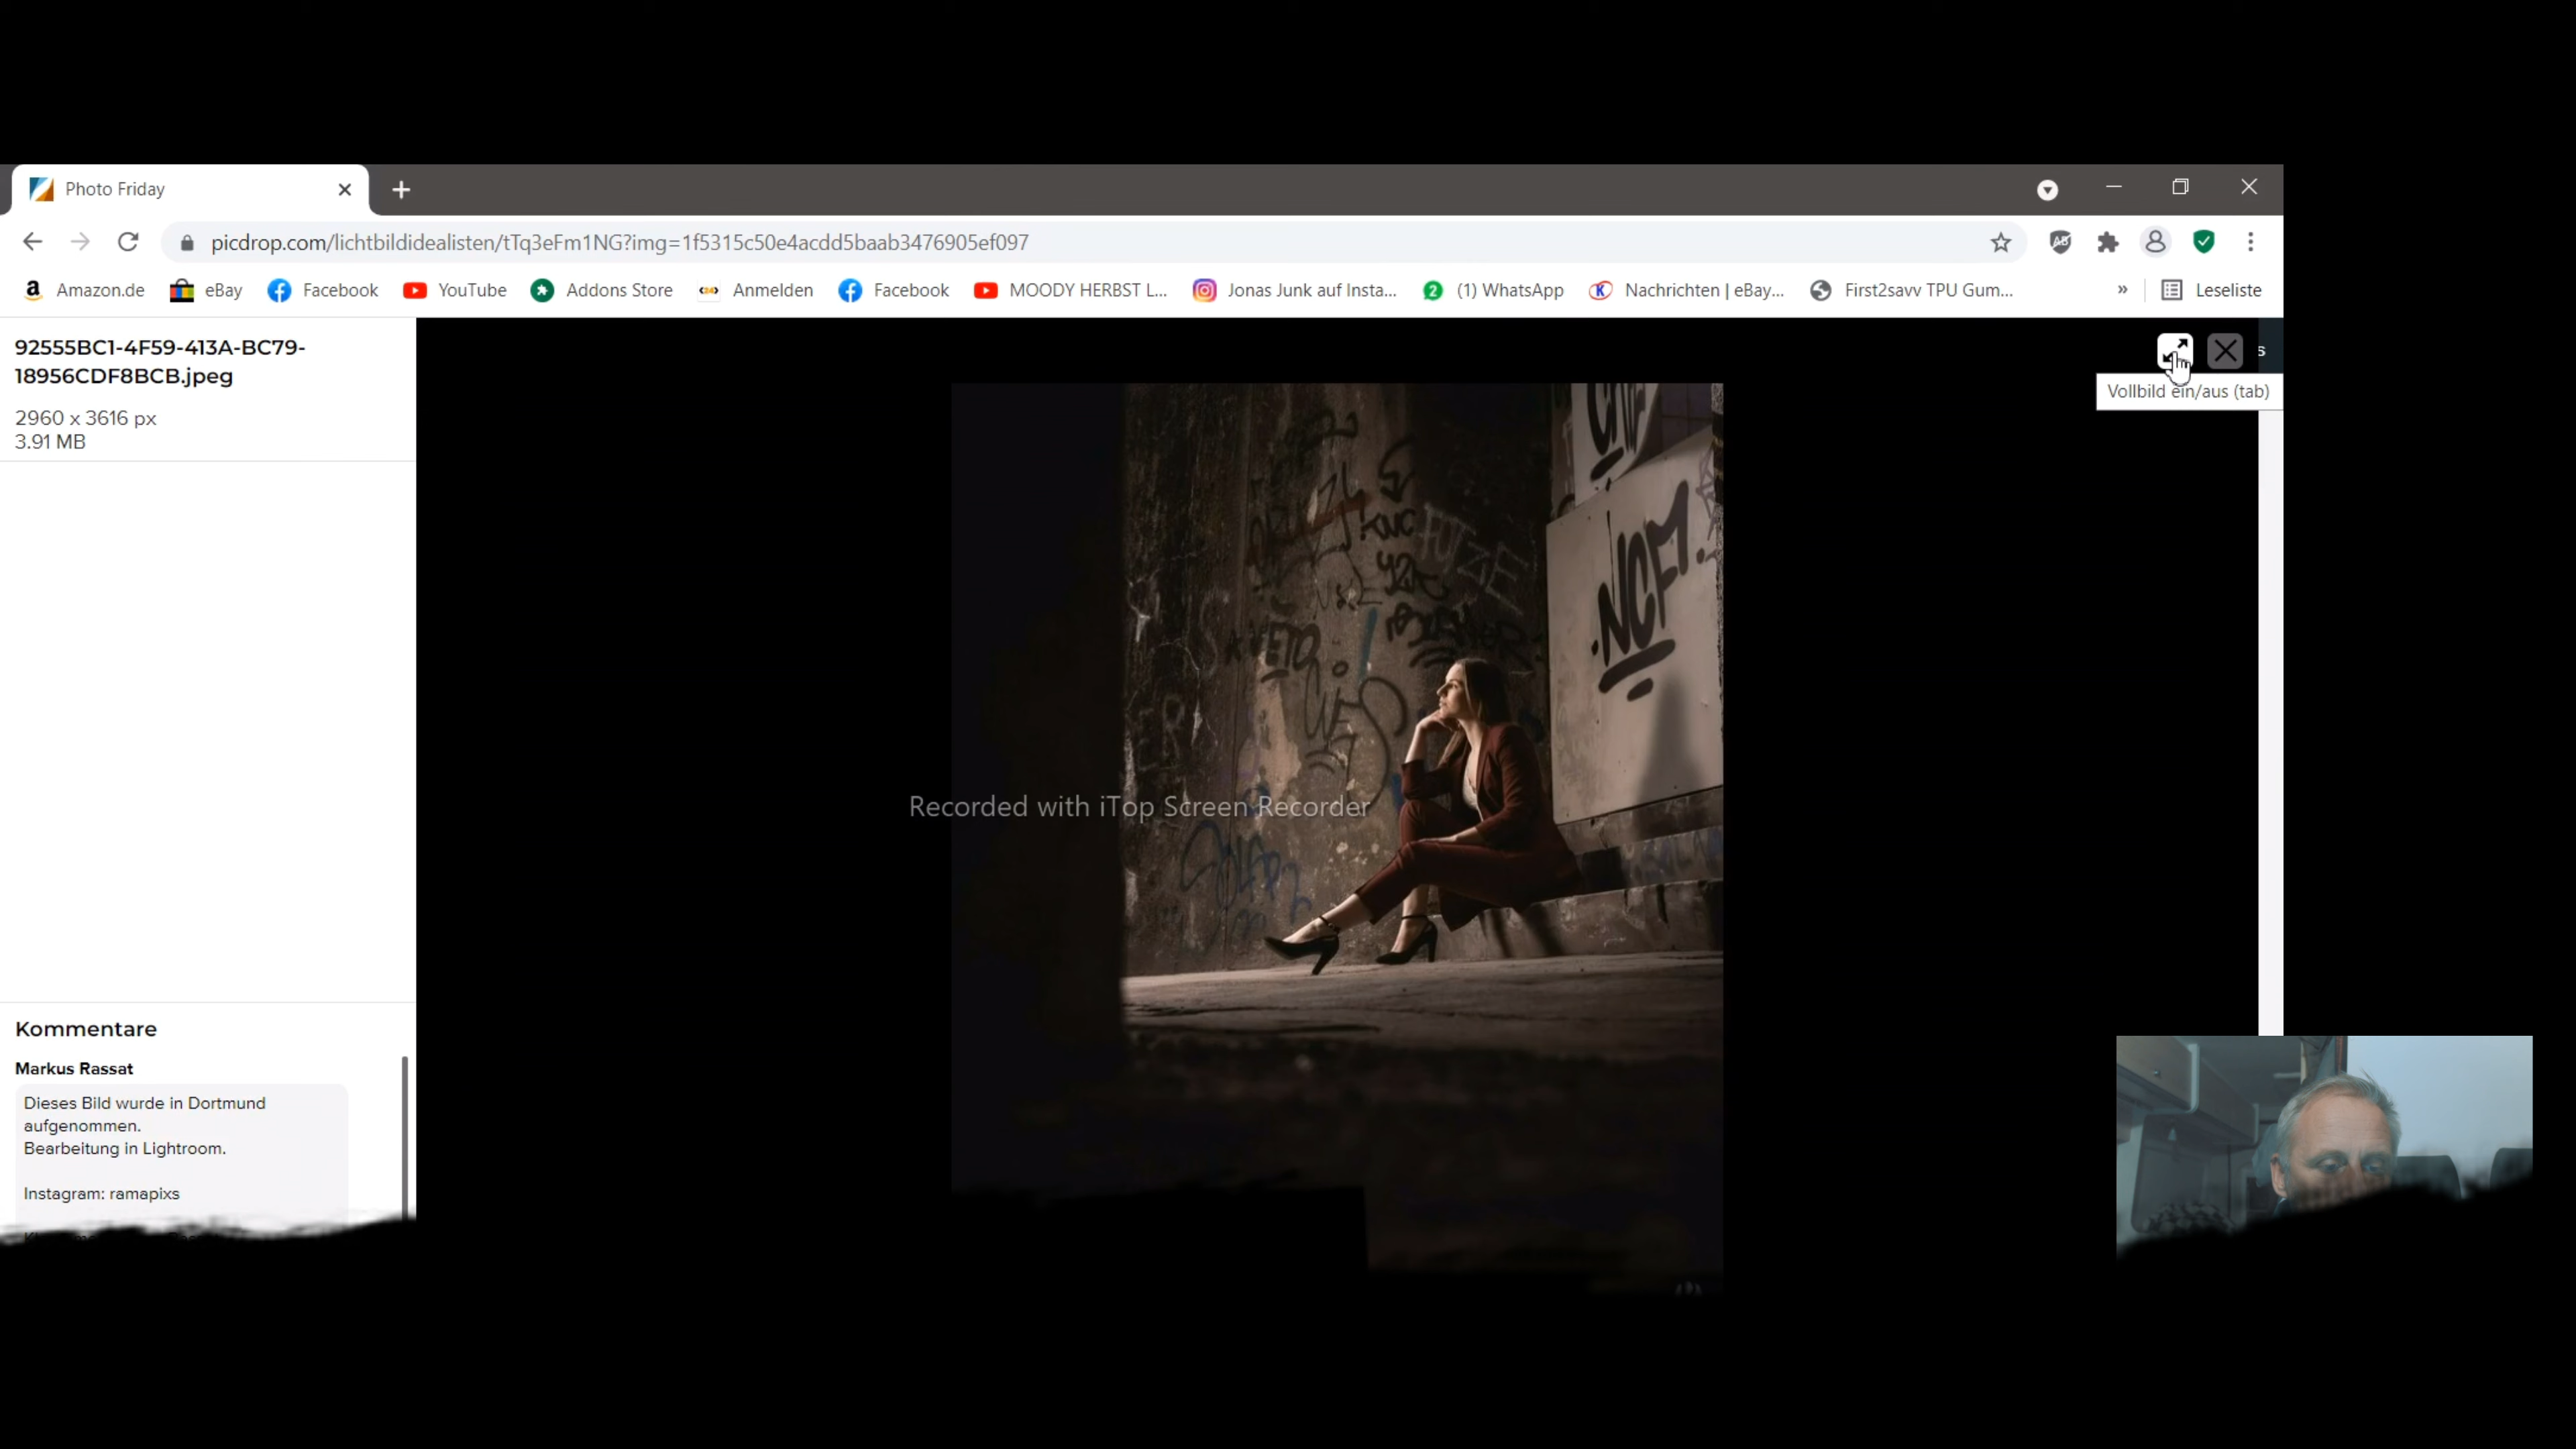 Photo Friday
picdrop.com/lichtbildidealisten/tTq3eFm1NG?img=1f5315c50e4acdd5baab3476905ef097
Amazon.de eBay Facebook YouTube Addons Store Anmelden Facebook MOODY HERBST L... Jonas Junk auf Insta... (1) WhatsApp Nachrichten | eBay... First2savv TPU Gum... » Leseliste
92555BC1-4F59-413A-BC79-
18956CDF8BCB.jpeg
2960 x 3616 px
3.91 MB
s
Vollbild ein/aus (tab)
.NCF.
Recorded with iTop Screen Recorder
Kommentare
Markus Rassat
Dieses Bild wurde in Dortmund
aufgenommen.
Bearbeitung in Lightroom.
Instagram: ramapixs